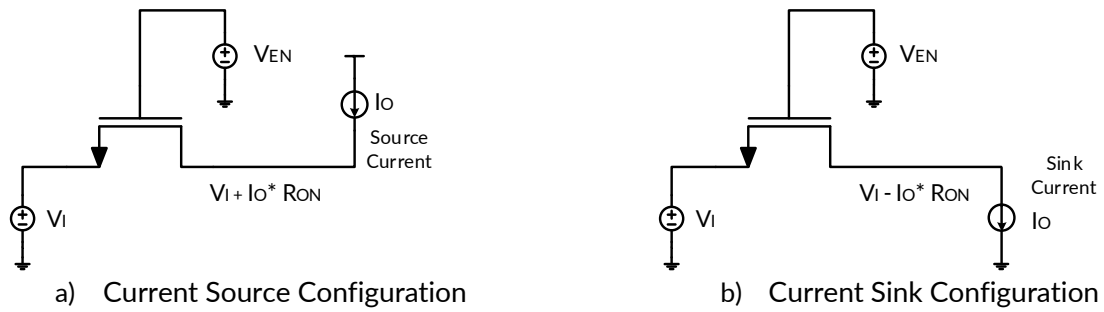 VEN
IO
Source
Current
VI + IO* RON
VI
a) Current Source Configuration
VEN
Sink
Current
VI - IO* RON
IO
VI
b) Current Sink Configuration